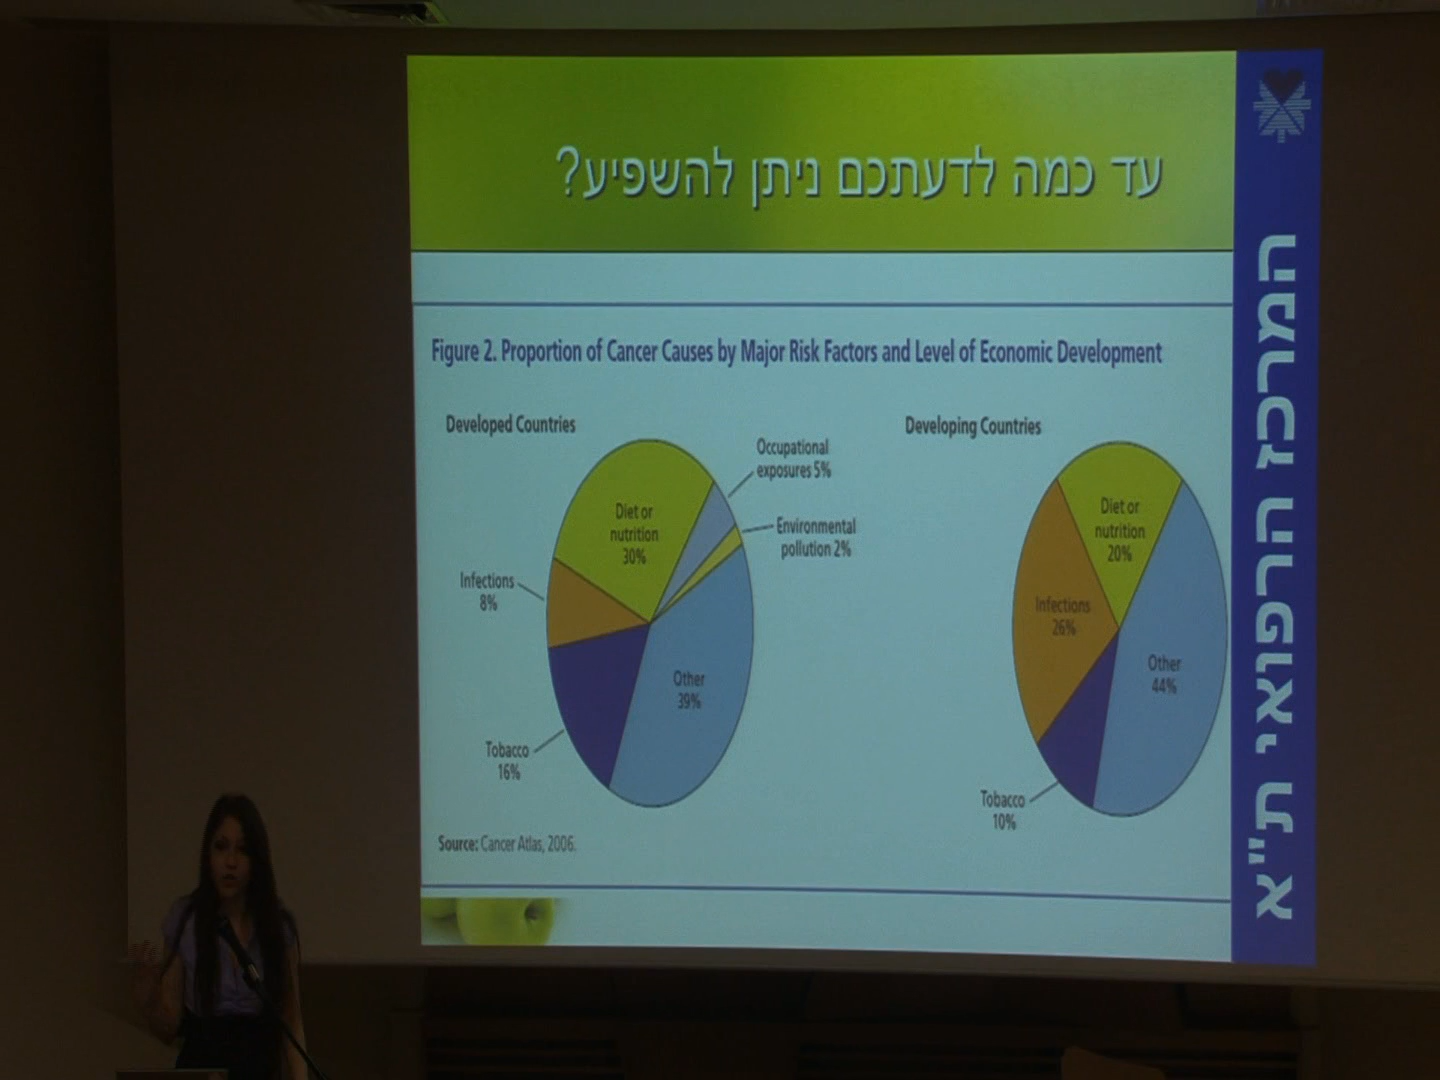 עד כמה לדעתכם ניתן להשפיע?
Figure 2. Proportion of Cancer Causes by Major Risk Factors and Level of Economic Development
Developed Countries
Occupational
exposures 5%
Diet or
nutrition
30%
Environmental
pollution 2%
Infections
8%
Other
39%
Tobacco
16%
Developing Countries
Diet or
nutrition
20%
Infections
26%
Other
44%
Tobacco
10%
Source: Cancer Atlas, 2006.
המרכז הרפואי ת"א